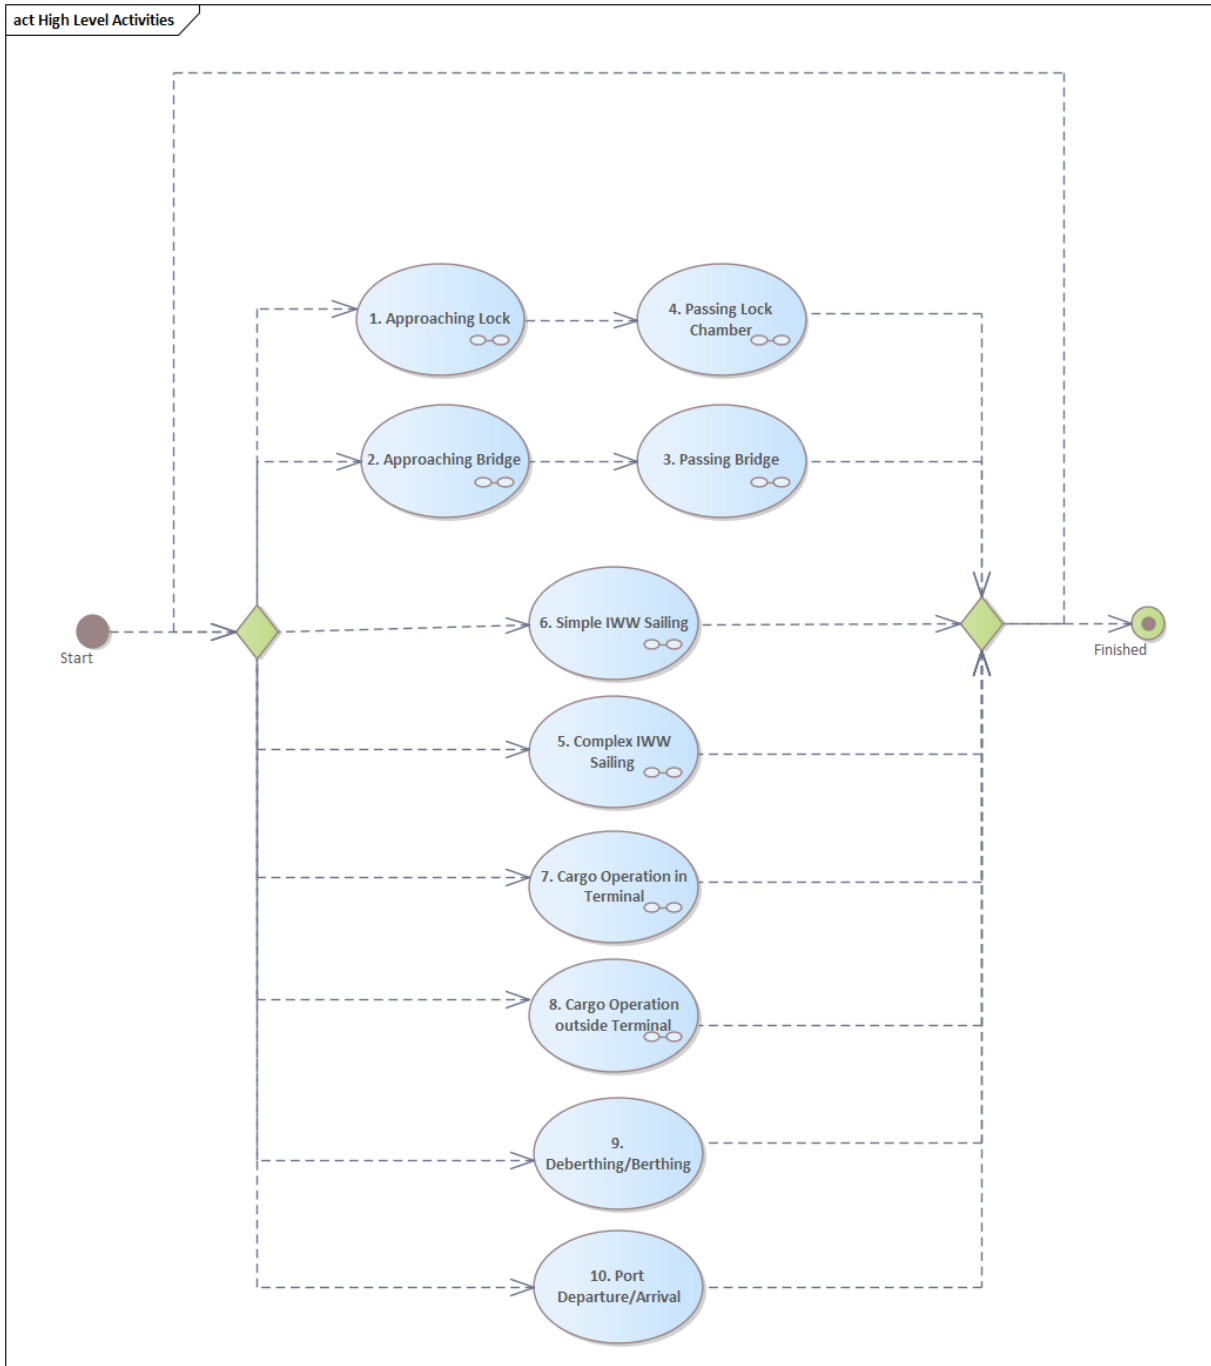 act High Level Activities
1. Approaching Lock
4. Passing Lock
Chamber
2. Approaching Bridge
3. Passing Bridge
6. Simple IWW Sailing
Start
Finished
5. Complex IWW
Sailing
7. Cargo Operation in
Terminal
8. Cargo Operation
outside Terminal
9.
Deberthing/Berthing
10. Port
Departure/Arrival